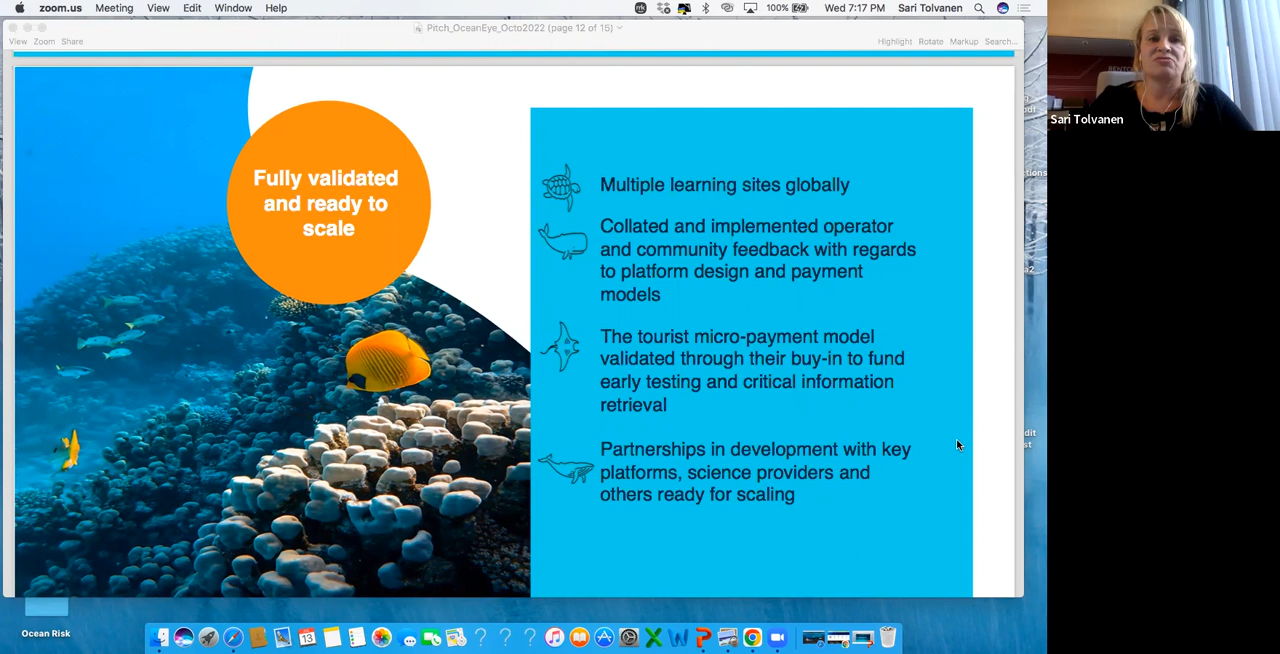 zoom.us Meeting View Edit Window Help 100% Wed 7:17 PM Sari Tolvanen
Pitch_OceanEye_Octo2022 (page 12 of 15)
View Zoom Share Highlight Rotate Markup Search...
Fully validated
and ready to
scale
Multiple learning sites globally
Collated and implemented operator
and community feedback with regards
to platform design and payment
models
The tourist micro-payment model
validated through their buy-in to fund
early testing and critical information
retrieval
Partnerships in development with key
platforms, science providers and
others ready for scaling
Sari Tolvanen
Ocean Risk
13